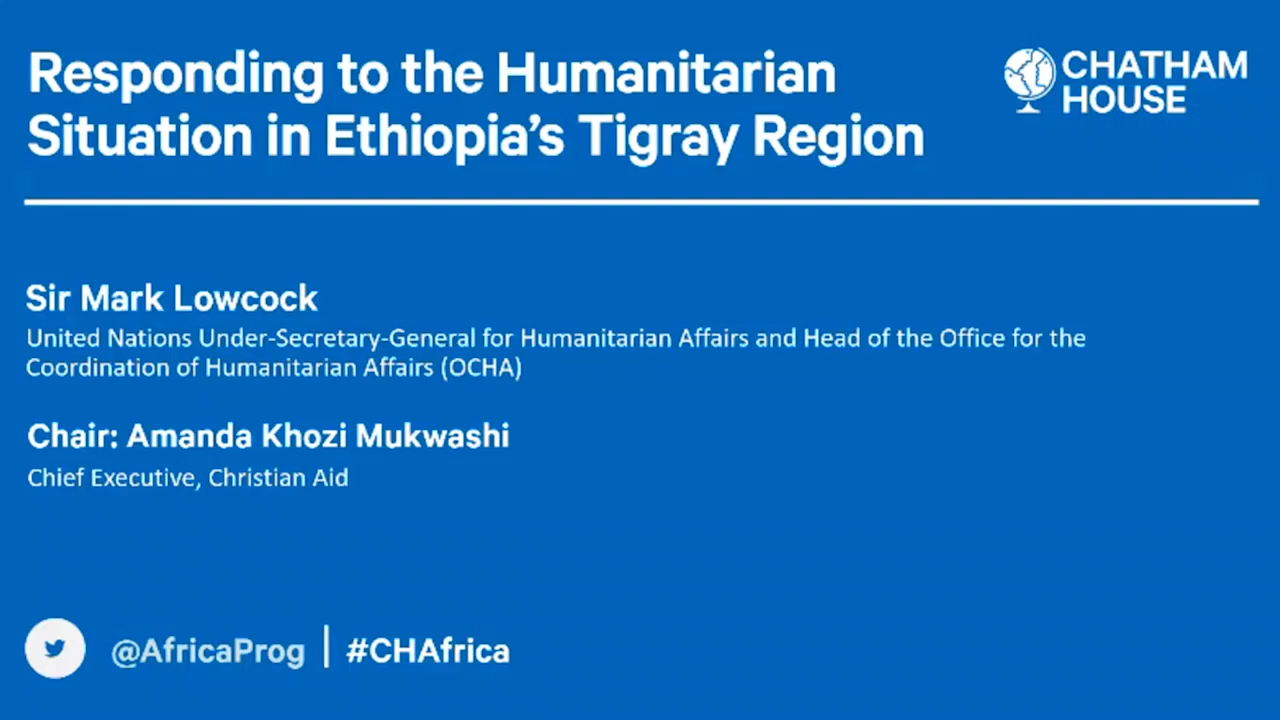 Responding to the Humanitarian
Situation in Ethiopia’s Tigray Region
CHATHAM
HOUSE
Sir Mark Lowcock
United Nations Under-Secretary-General for Humanitarian Affairs and Head of the Office for the
Coordination of Humanitarian Affairs (OCHA)
Chair: Amanda Khozi Mukwashi
Chief Executive, Christian Aid
@AfricaProg | #CHAfrica